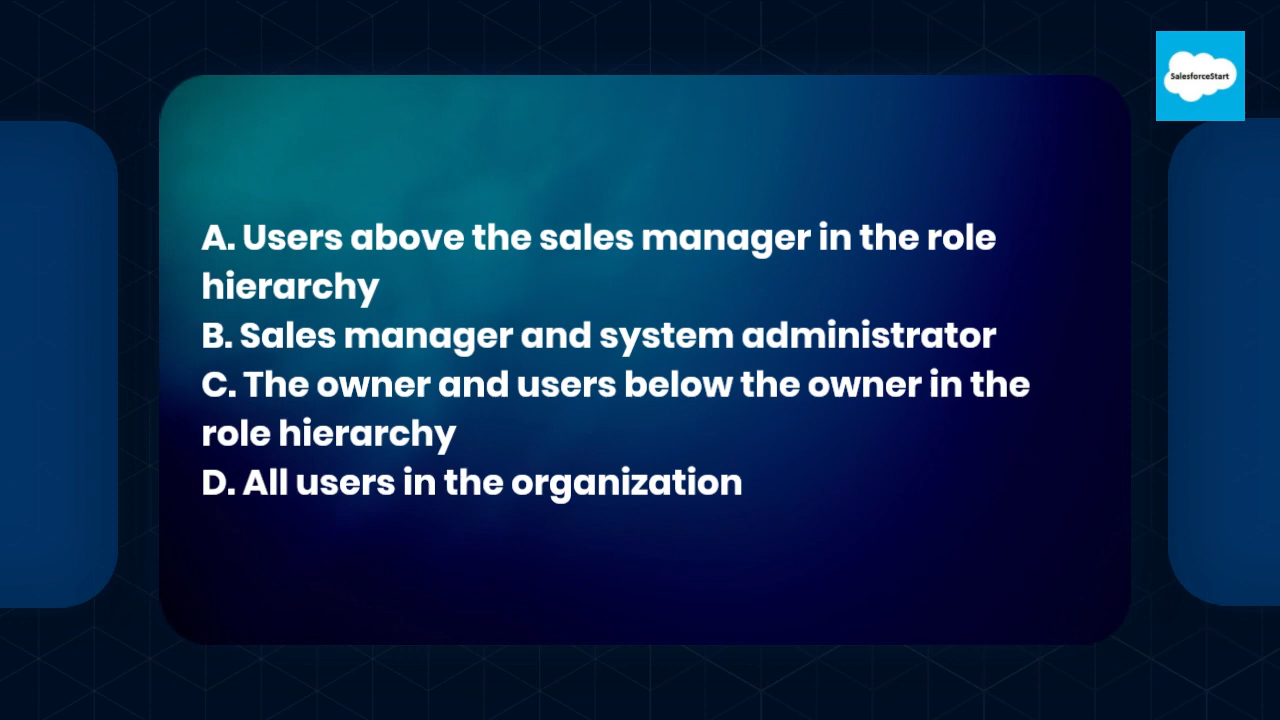 SalesforceStart
A. Users above the sales manager in the role
hierarchy
B. Sales manager and system administrator
C. The owner and users below the owner in the
role hierarchy
D. All users in the organization